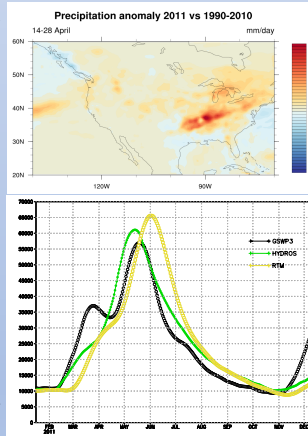 Precipitation anomaly 2011 vs 1990-2010
14-28 April mm/day
60N
50N
40N
30N
20N
120W 90W
70000
65000
60000
55000
50000
45000
40000
35000
30000
25000
20000
15000
10000
5000
0
GSWP3
HYDROS
RTM
FEB MAR APR MAY JUN JUL AUG SEP OCT NOV
2011